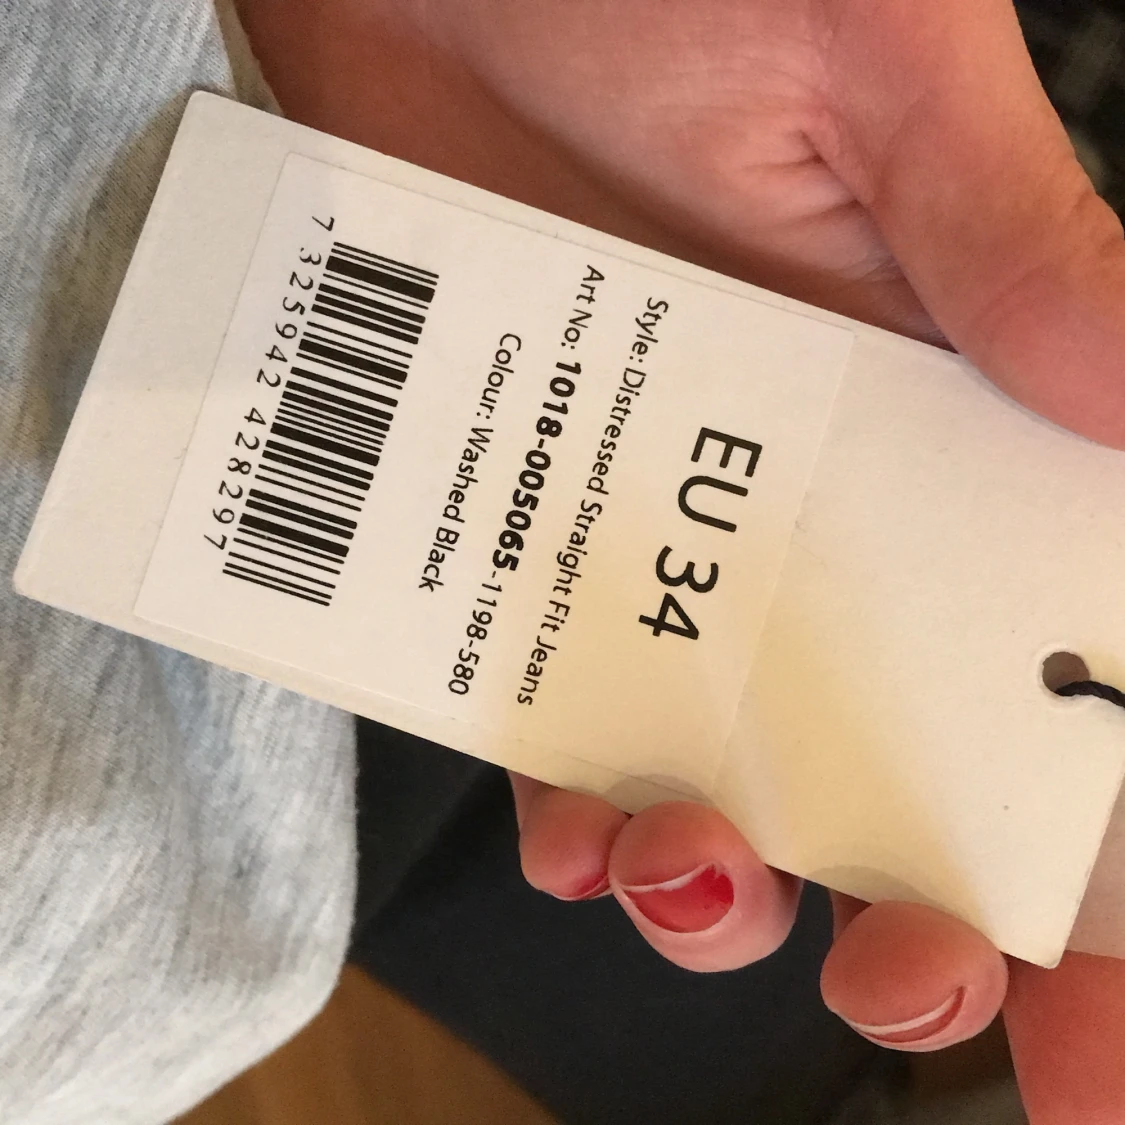 EU 34
Style: Distressed Straight Fit Jeans
Art No: 1018-005065-1198-580
Colour: Washed Black
7 325942 428297